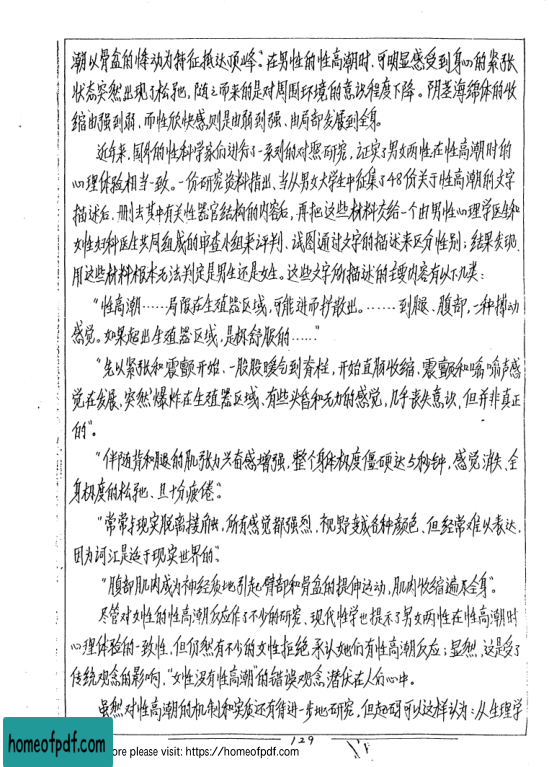 潮以骨盆的悸动为特征抵达顶峰。在男性的性高潮时，可明显感受到身心的紧张
状态突然出现了松弛，随之而来的是对周围环境的意识程度下降。阴茎海绵体的收
缩由强到弱，而性欣快感则是由弱到强、由局部发展到全身。
近年来，国外的性科学家们进行了一系列的对照研究，证实了男女两性在性高潮时的
心理体验相当一致。一份研究资料指出，当从男女大学生中征集了48份关于性高潮的文字
描述后，删去其中有关性器官结构的内容后，再把这些材料交给一个由男性心理学医生和
女性妇科医生共同组成的审查小组来评判，试图通过文字的描述来区分性别；结果发现，
用这些材料根本无法判定是男生还是女生。这些文字所描述的主要内容有以下几类：
“性高潮……局限在生殖器区域，可能进而扩散出。……到腿、腹部，一种搏动
感觉。如果超出生殖器区域，是极舒服的……”
“先以紧张和震颤开始，一股股暖气到脊柱，开始直肠收缩、震颤和嗡嗡声感
觉在发展、突然爆炸在生殖器区域、有些头昏和无力的感觉，几乎丧失意识，但并非真正
的”。
“伴随背和腿的肌张力兴奋感增强，整个身体极度僵硬达5秒钟，感觉消失、全
身极度的松弛、且十分疲倦。”
“常常与现实脱离接触，所有感觉都强烈、视野变成各种颜色、但经常难以表达，
因为词汇是适于现实世界的”。
“腹部肌肉成为神经质地引起臂部和骨盆的提伸运动，肌肉收缩遍及全身”。
尽管对女性的性高潮反应作了不少的研究、现代性学也揭示了男女两性在性高潮时
心理体验的一致性，但仍然有不少的女性拒绝承认她们有性高潮反应；显然，这是受了
传统观念的影响，“女性没有性高潮”的错误观念潜伏在人们心中。
虽然对性高潮的机制和实质还有待进一步地研究，但起码可以这样认为：从生理学
129
homeofpdf.com
ore please visit: https://homeofpdf.com